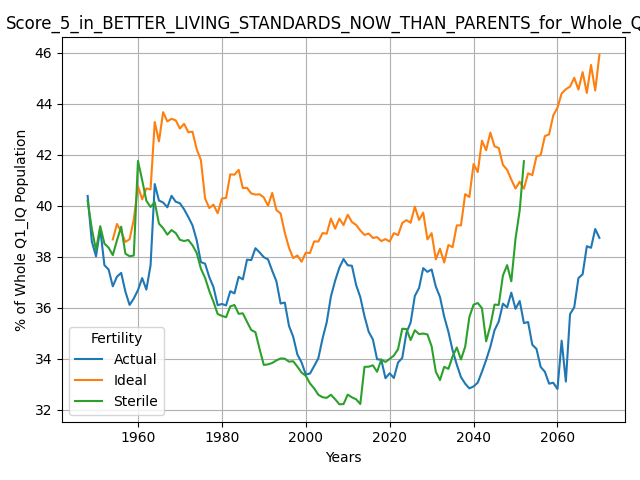 Score_5_in_BETTER_LIVING_STANDARDS_NOW_THAN_PARENTS_for_Whole_Q
46
44
42
40
38
36
34
32
% of Whole Q1_IQ Population
Fertility
Actual
Ideal
Sterile
1960
1980
2000
2020
2040
2060
Years